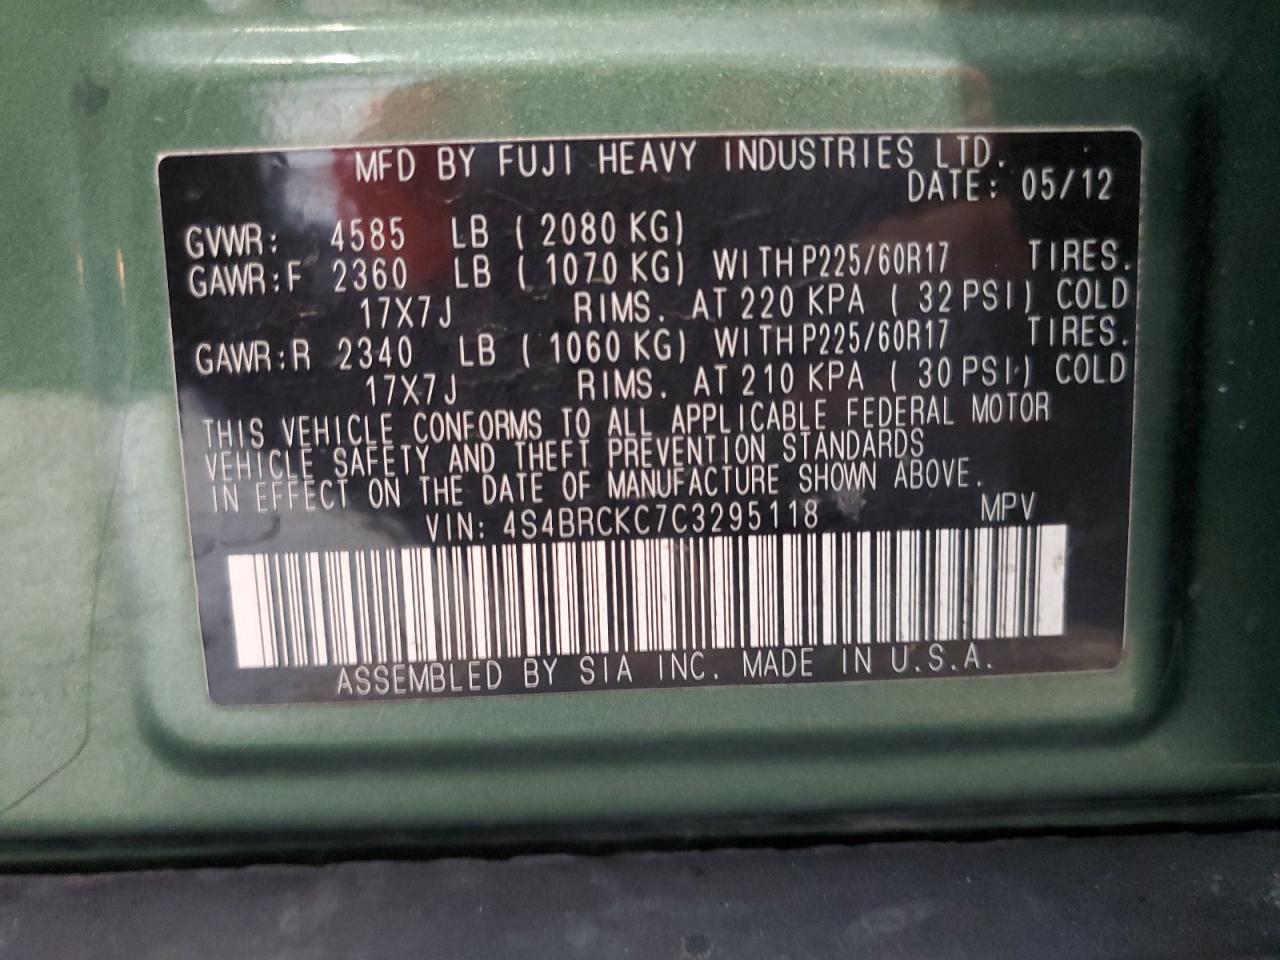 MFD BY FUJI HEAVY INDUSTRIES LTD.
DATE: 05/12
GVWR: 4585 LB ( 2080 KG)
GAWR:F 2360 LB ( 1070 KG) WITH P225/60R17 TIRES.
17X7J RIMS. AT 220 KPA ( 32 PSI) COLD
GAWR:R 2340 LB ( 1060 KG) WITH P225/60R17 TIRES.
17X7J RIMS. AT 210 KPA ( 30 PSI) COLD
THIS VEHICLE CONFORMS TO ALL APPLICABLE FEDERAL MOTOR
VEHICLE SAFETY AND THEFT PREVENTION STANDARDS
IN EFFECT ON THE DATE OF MANUFACTURE SHOWN ABOVE.
VIN: 4S4BRCKC7C3295118 MPV
ASSEMBLED BY SIA INC. MADE IN U.S.A.